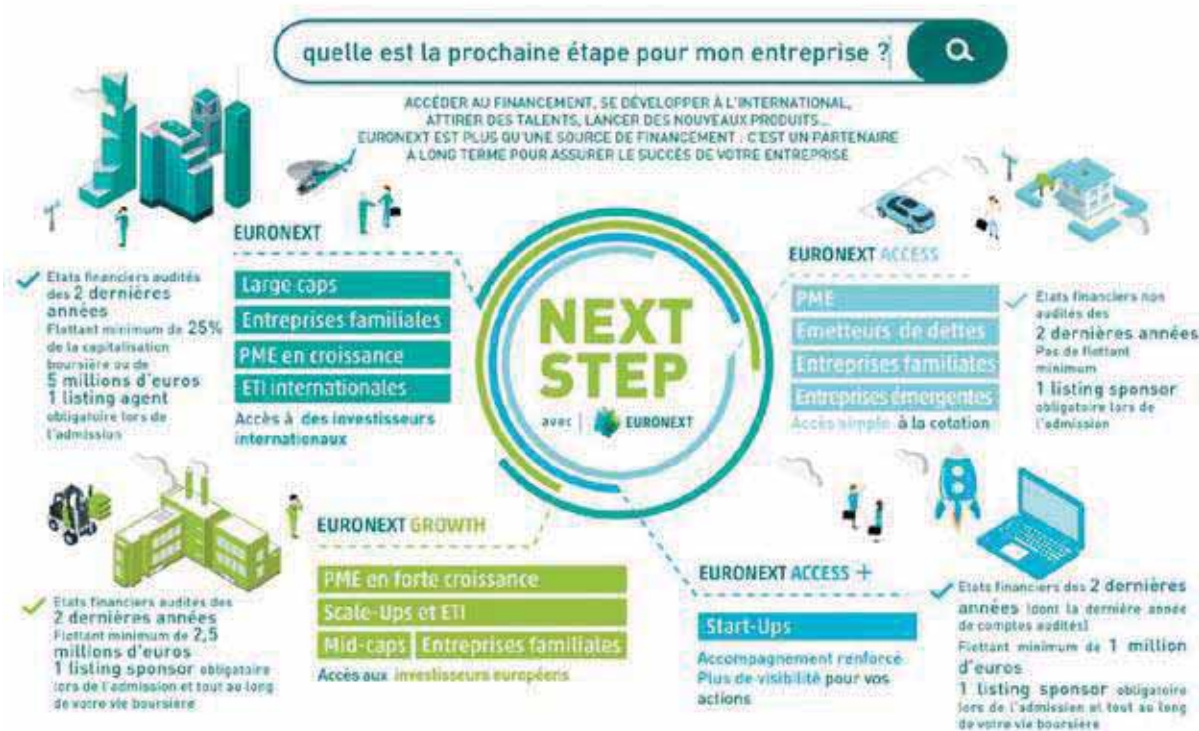 quelle est la prochaine étape pour mon entreprise ?
ACCÉDER AU FINANCEMENT, SE DÉVELOPPER À L'INTERNATIONAL,
ATTIRER DES TALENTS, LANCER DES NOUVEAUX PRODUITS...
EURONEXT EST PLUS QU'UNE SOURCE DE FINANCEMENT : C'EST UN PARTENAIRE
À LONG TERME POUR ASSURER LE SUCCÈS DE VOTRE ENTREPRISE
EURONEXT
Etats financiers audités
des 2 dernières
années
Flottant minimum de 25%
de la capitalisation
boursière ou de
5 millions d'euros
1 listing agent
obligatoire lors de
l'admission
Large caps
Entreprises familiales
PME en croissance
ETI internationales
Accès à des investisseurs
internationaux
NEXT
STEP
avec EURONEXT
EURONEXT ACCESS
PME
Emetteurs de dettes
Entreprises familiales
Entreprises émergentes
Accès simple à la cotation
Etats financiers non
audités des
2 dernières années
Pas de flottant
minimum
1 listing sponsor
obligatoire lors de
l'admission
EURONEXT GROWTH
PME en forte croissance
Scale-Ups et ETI
Mid-caps Entreprises familiales
Accès aux investisseurs européens
Etats financiers audités des
2 dernières années
Flottant minimum de 2,5
millions d'euros
1 listing sponsor obligatoire
lors de l'admission et tout au long
de votre vie boursière
EURONEXT ACCESS +
Start-Ups
Accompagnement renforcé
Plus de visibilité pour vos
actions
Etats financiers des 2 dernières
années (dont la dernière année
de comptes audités)
Flottant minimum de 1 million
d'euros
1 listing sponsor obligatoire
lors de l'admission et tout au long
de votre vie boursière